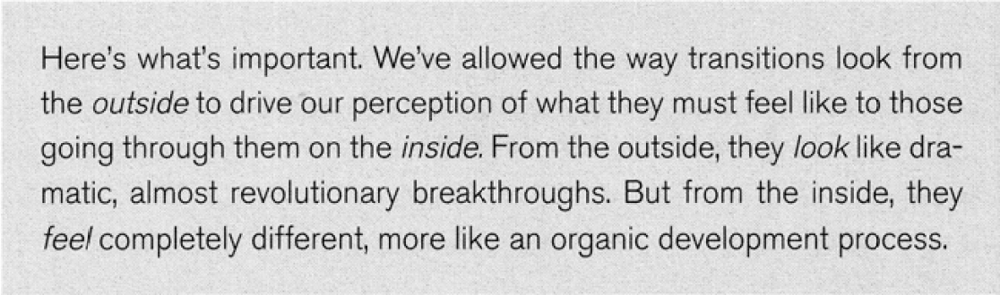 Here's what's important. We've allowed the way transitions look from
the outside to drive our perception of what they must feel like to those
going through them on the inside. From the outside, they look like dra-
matic, almost revolutionary breakthroughs. But from the inside, they
feel completely different, more like an organic development process.